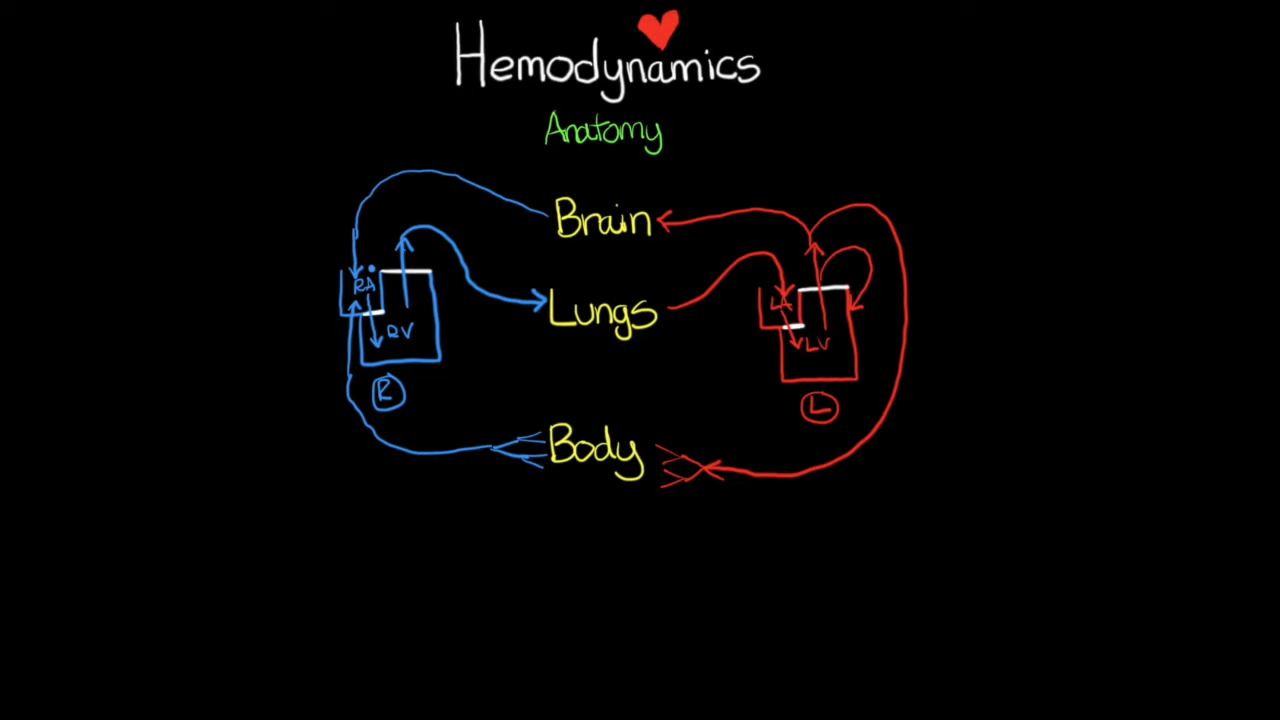 Hemodynamics
Anatomy
Brain
RA
Lungs
LA
RV
LV
R
L
Body